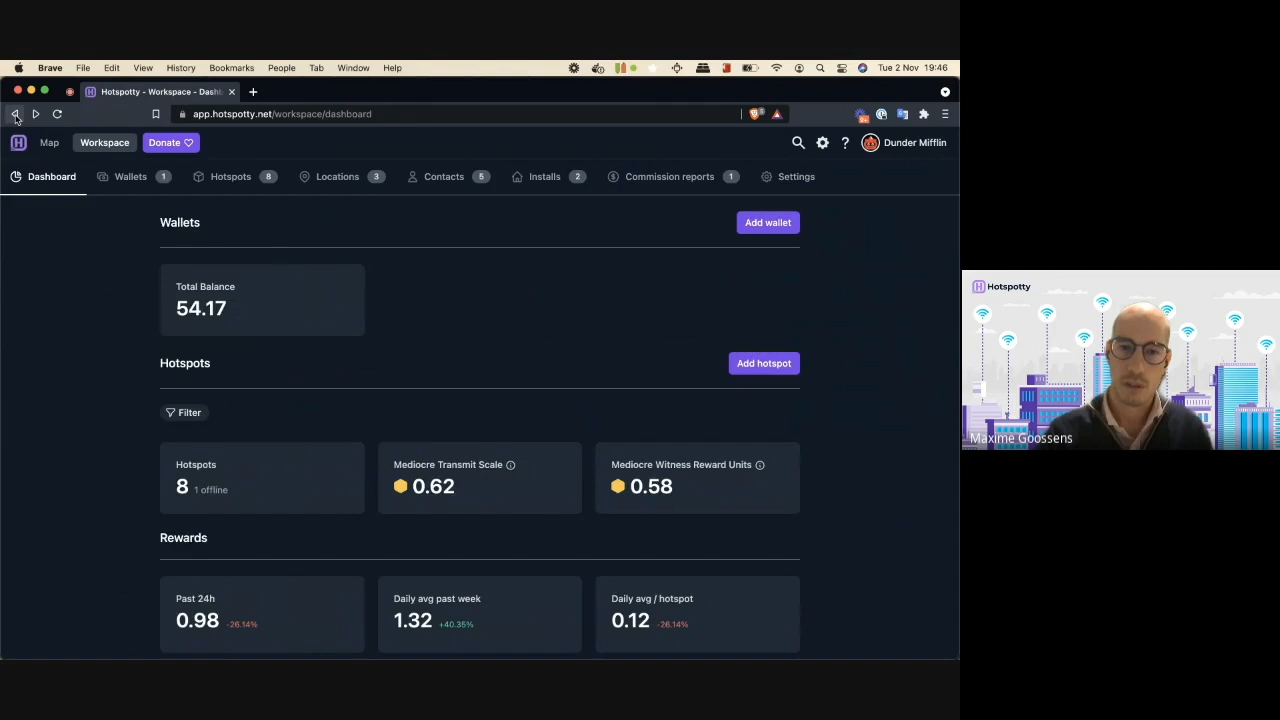 Brave File Edit View History Bookmarks People Tab Window Help Tue 2 Nov 19:46
Hotspotty - Workspace - Dashb
app.hotspotty.net/workspace/dashboard
Map Workspace Donate Dunder Mifflin
Dashboard Wallets 1 Hotspots 8 Locations 3 Contacts 5 Installs 2 Commission reports 1 Settings
Wallets Add wallet
Total Balance
54.17
Hotspots Add hotspot
Filter
Hotspots Mediocre Transmit Scale Mediocre Witness Reward Units
8 1 offline 0.62 0.58
Rewards
Past 24h Daily avg past week Daily avg / hotspot
0.98 -26.14% 1.32 +40.35% 0.12 -26.14%
Hotspotty
Maxime Goossens